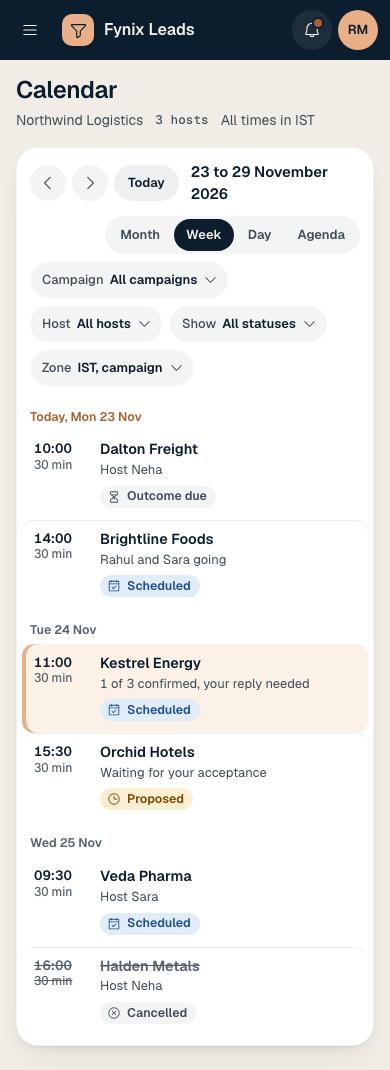 Fynix Leads
RM
Calendar
Northwind Logistics 3 hosts All times in IST
Today
23 to 29 November
2026
Month Week Day Agenda
Campaign All campaigns
Host All hosts Show All statuses
Zone IST, campaign
Today, Mon 23 Nov
10:00 Dalton Freight
30 min Host Neha
Outcome due
14:00 Brightline Foods
30 min Rahul and Sara going
Scheduled
Tue 24 Nov
11:00 Kestrel Energy
30 min 1 of 3 confirmed, your reply needed
Scheduled
15:30 Orchid Hotels
30 min Waiting for your acceptance
Proposed
Wed 25 Nov
09:30 Veda Pharma
30 min Host Sara
Scheduled
16:00 Halden Metals
30 min Host Neha
Cancelled